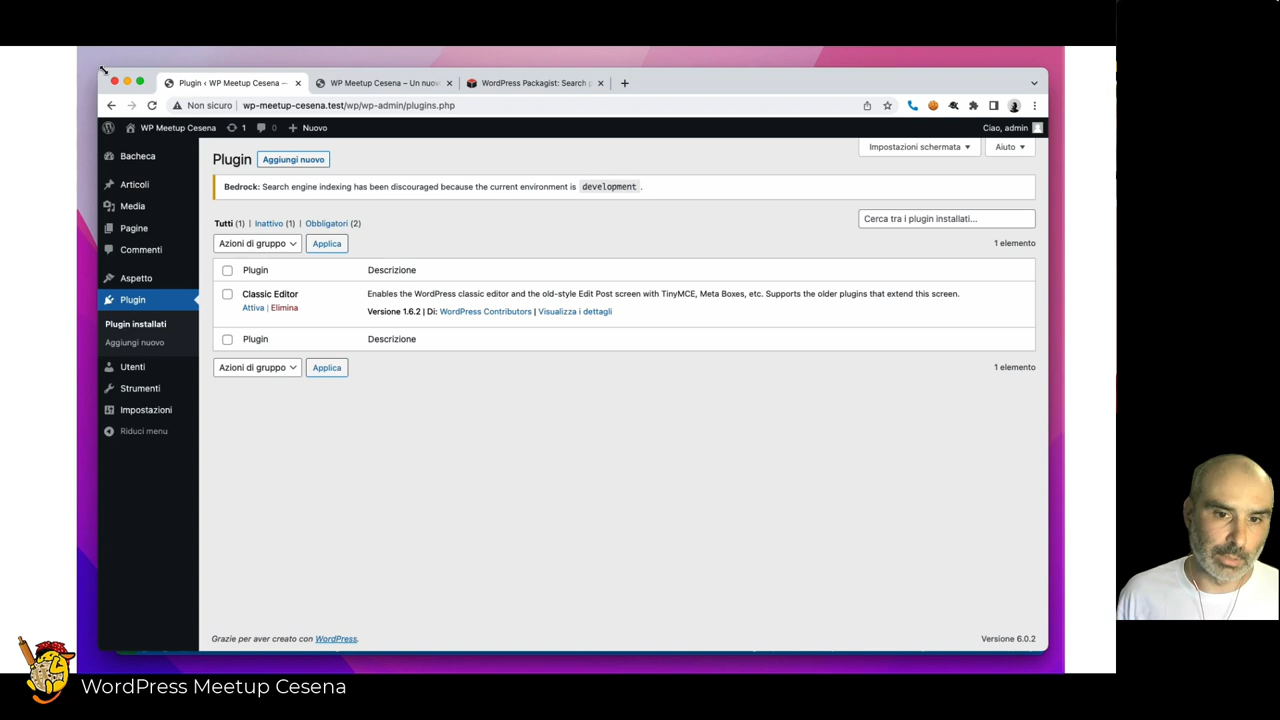 Plugin ‹ WP Meetup Cesena —
WP Meetup Cesena – Un nuov
WordPress Packagist: Search p
Non sicuro
wp-meetup-cesena.test/wp/wp-admin/plugins.php
WP Meetup Cesena
1
0
Nuovo
Ciao, admin
Bacheca
Articoli
Media
Pagine
Commenti
Aspetto
Plugin
Plugin installati
Aggiungi nuovo
Utenti
Strumenti
Impostazioni
Riduci menu
Plugin
Aggiungi nuovo
Impostazioni schermata
Aiuto
Bedrock: Search engine indexing has been discouraged because the current environment is development .
Tutti (1) | Inattivo (1) | Obbligatori (2)
Cerca tra i plugin installati...
Azioni di gruppo
Applica
1 elemento
Plugin
Descrizione
Classic Editor
Attiva | Elimina
Enables the WordPress classic editor and the old-style Edit Post screen with TinyMCE, Meta Boxes, etc. Supports the older plugins that extend this screen.
Versione 1.6.2 | Di: WordPress Contributors | Visualizza i dettagli
Plugin
Descrizione
Azioni di gruppo
Applica
1 elemento
Grazie per aver creato con WordPress.
Versione 6.0.2
WordPress Meetup Cesena